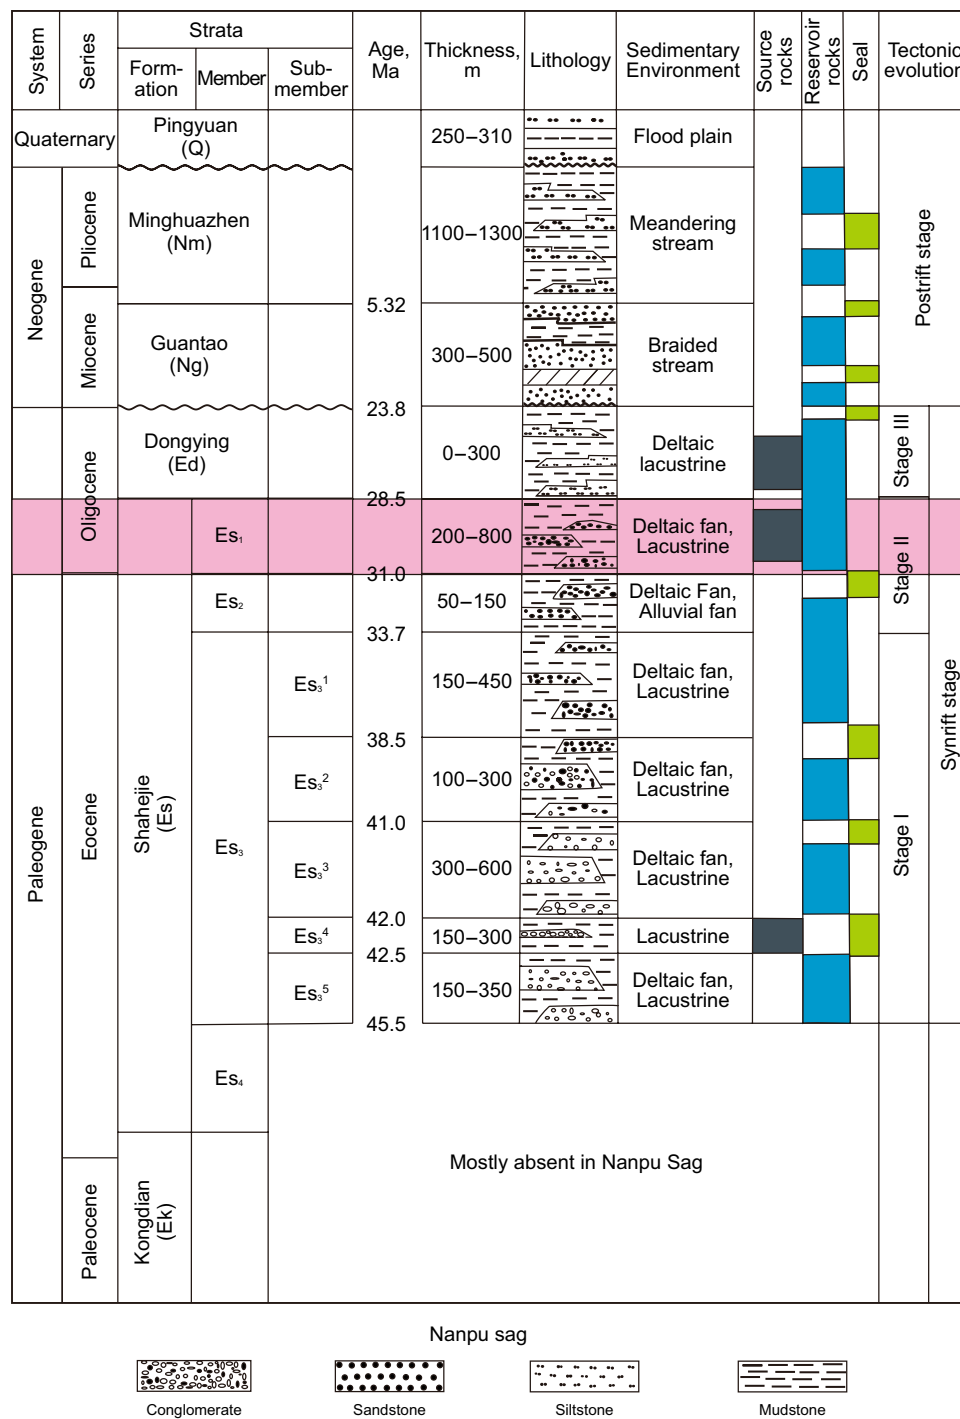 System
Series
Strata
Form-
ation
Member
Sub-
member
Age,
Ma
Thickness,
m
Lithology
Sedimentary
Environment
Source
rocks
Reservoir
rocks
Seal
Tectonic
evolution
Quaternary
Pingyuan
(Q)
250–310
Flood plain
Neogene
Pliocene
Minghuazhen
(Nm)
1100–1300
Meandering
stream
Postrift stage
5.32
Miocene
Guantao
(Ng)
300–500
Braided
stream
23.8
Paleogene
Oligocene
Dongying
(Ed)
0–300
Deltaic
lacustrine
Stage III
Synrift stage
28.5
Shahejie
(Es)
Es₁
200–800
Deltaic fan,
Lacustrine
Stage II
31.0
Eocene
Es₂
50–150
Deltaic Fan,
Alluvial fan
33.7
Es₃
Es₃¹
150–450
Deltaic fan,
Lacustrine
Stage I
38.5
Es₃²
100–300
Deltaic fan,
Lacustrine
41.0
Es₃³
300–600
Deltaic fan,
Lacustrine
42.0
Es₃⁴
150–300
Lacustrine
42.5
Es₃⁵
150–350
Deltaic fan,
Lacustrine
45.5
Es₄
Mostly absent in Nanpu Sag
Paleocene
Kongdian
(Ek)
Nanpu sag
Conglomerate
Sandstone
Siltstone
Mudstone